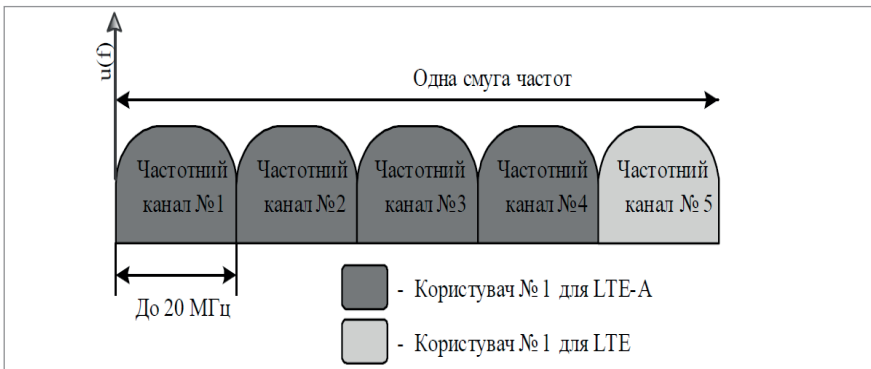 u(f)
Одна смуга частот
Частотний
канал №1
Частотний
канал №2
Частотний
канал №3
Частотний
канал №4
Частотний
канал № 5
До 20 МГц
- Користувач № 1 для LTE-A
- Користувач № 1 для LTE